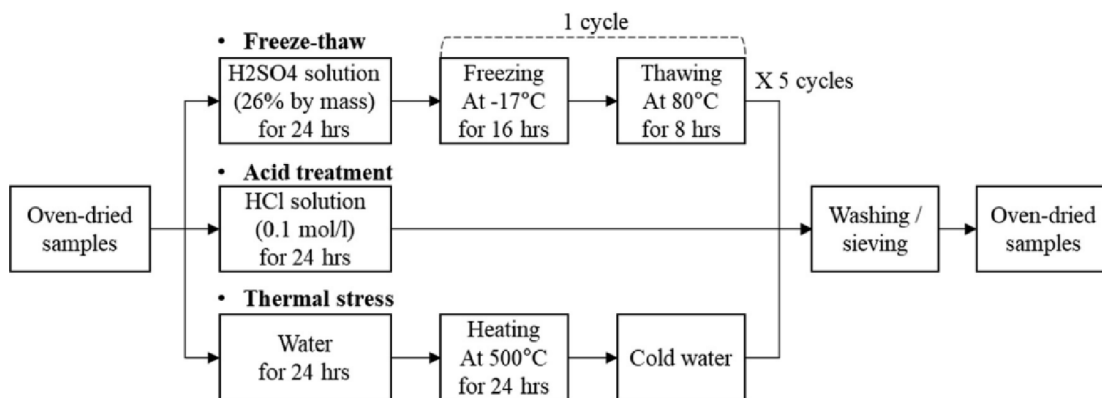 1 cycle
• Freeze-thaw
H2SO4 solution
(26% by mass)
for 24 hrs
Freezing
At -17°C
for 16 hrs
Thawing
At 80°C
for 8 hrs
X 5 cycles
• Acid treatment
Oven-dried
samples
HCl solution
(0.1 mol/l)
for 24 hrs
Washing /
sieving
Oven-dried
samples
• Thermal stress
Water
for 24 hrs
Heating
At 500°C
for 24 hrs
Cold water